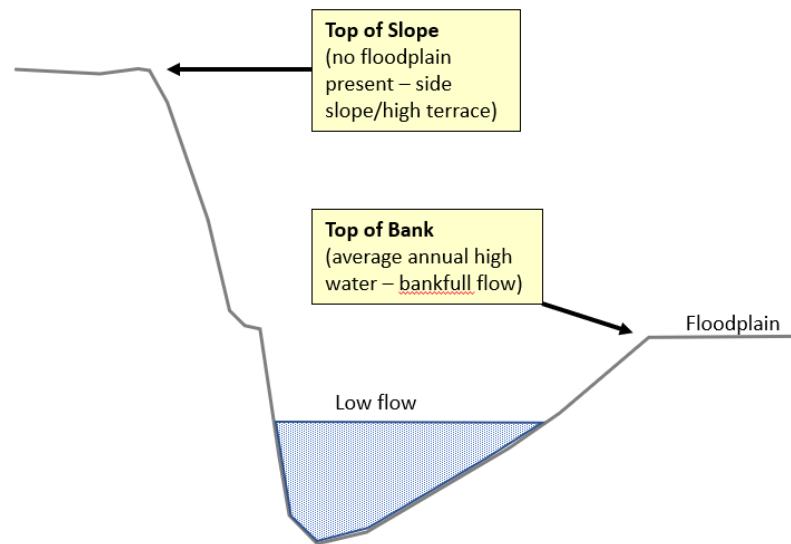 Top of Slope
(no floodplain
present – side
slope/high terrace)
Top of Bank
(average annual high
water – bankfull flow)
Floodplain
Low flow